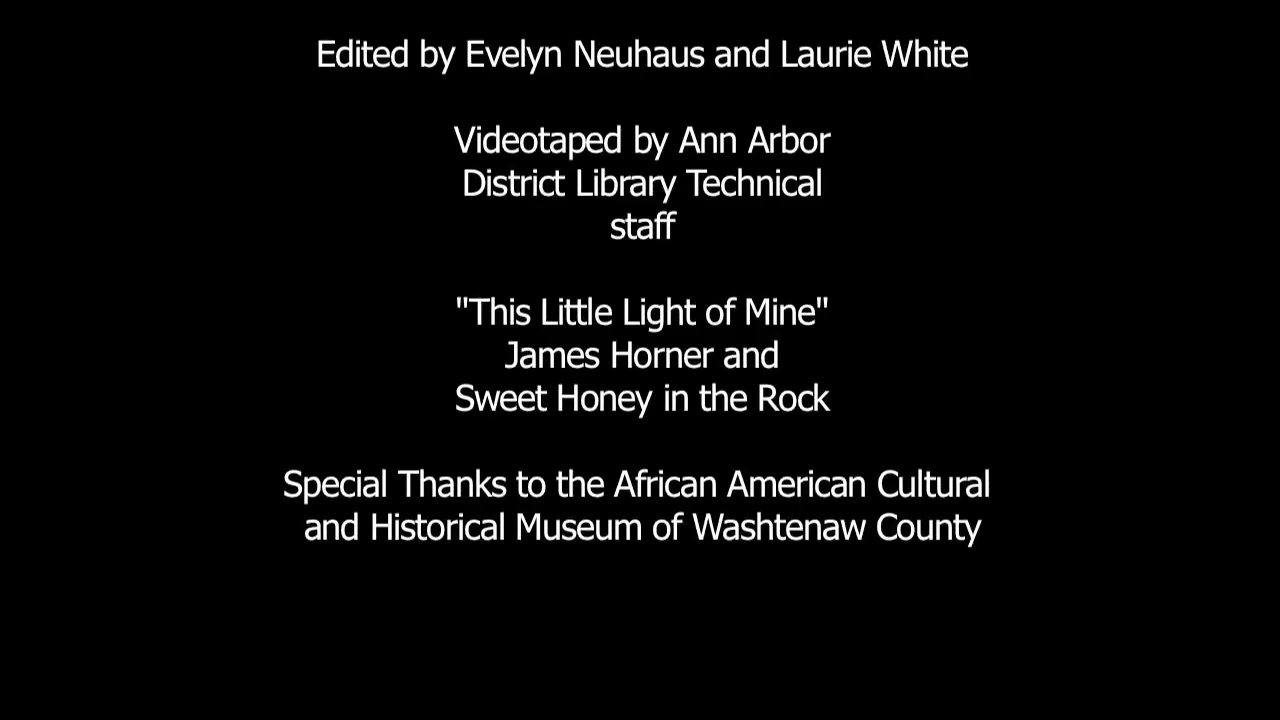 Edited by Evelyn Neuhaus and Laurie White
Videotaped by Ann Arbor
District Library Technical
staff
"This Little Light of Mine"
James Horner and
Sweet Honey in the Rock
Special Thanks to the African American Cultural
and Historical Museum of Washtenaw County